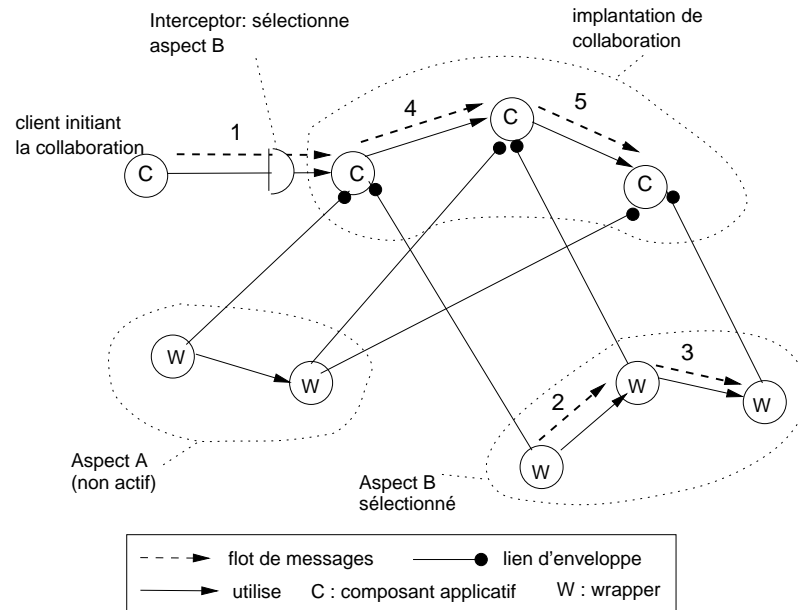 Interceptor: sélectionne
aspect B
implantation de
collaboration
client initiant
la collaboration
1
4
5
C
C
C
C
W
W
2
3
W
W
W
Aspect A
(non actif)
Aspect B
sélectionné
flot de messages
lien d'enveloppe
utilise
C : composant applicatif
W : wrapper